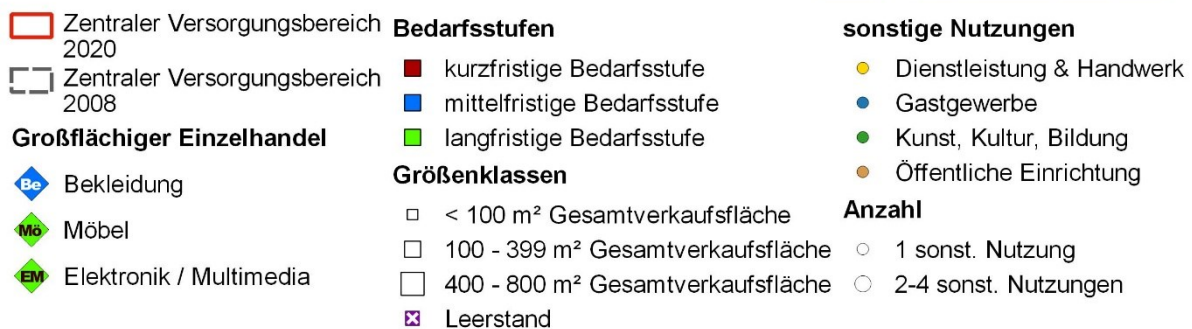 Zentraler Versorgungsbereich
2020
Zentraler Versorgungsbereich
2008
Großflächiger Einzelhandel
Be Bekleidung
Mö Möbel
EM Elektronik / Multimedia
Bedarfsstufen
kurzfristige Bedarfsstufe
mittelfristige Bedarfsstufe
langfristige Bedarfsstufe
Größenklassen
< 100 m² Gesamtverkaufsfläche
100 - 399 m² Gesamtverkaufsfläche
400 - 800 m² Gesamtverkaufsfläche
Leerstand
sonstige Nutzungen
Dienstleistung & Handwerk
Gastgewerbe
Kunst, Kultur, Bildung
Öffentliche Einrichtung
Anzahl
1 sonst. Nutzung
2-4 sonst. Nutzungen